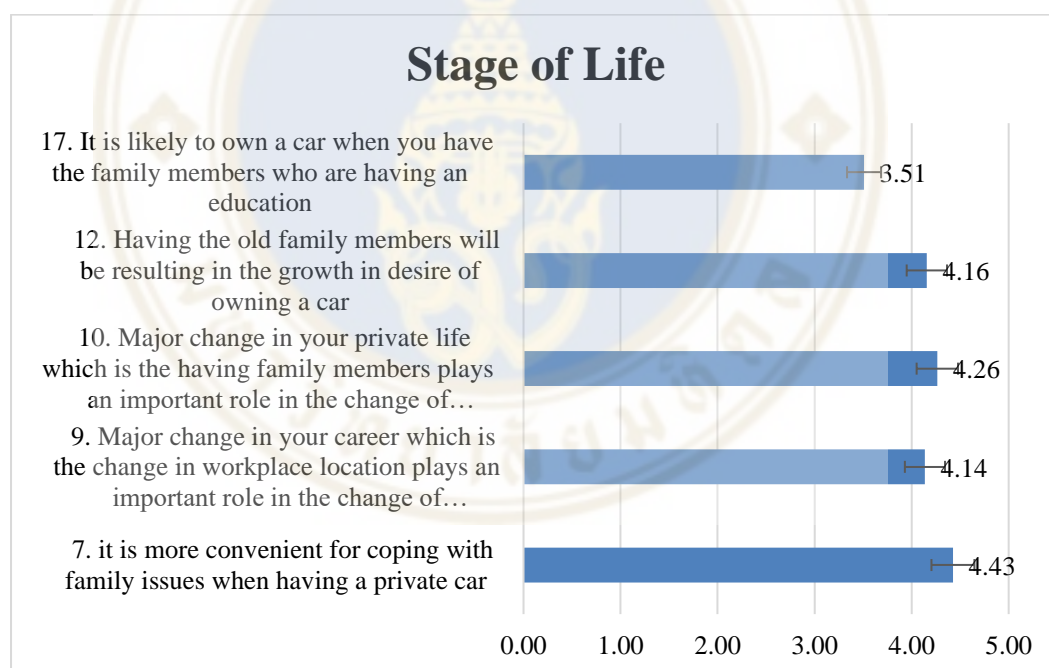 Stage of Life
17. It is likely to own a car when you have
the family members who are having an
education
3.51
12. Having the old family members will
be resulting in the growth in desire of
owning a car
4.16
10. Major change in your private life
which is the having family members plays
an important role in the change of…
4.26
9. Major change in your career which is
the change in workplace location plays an
important role in the change of…
4.14
7. it is more convenient for coping with
family issues when having a private car
4.43
0.00 1.00 2.00 3.00 4.00 5.00